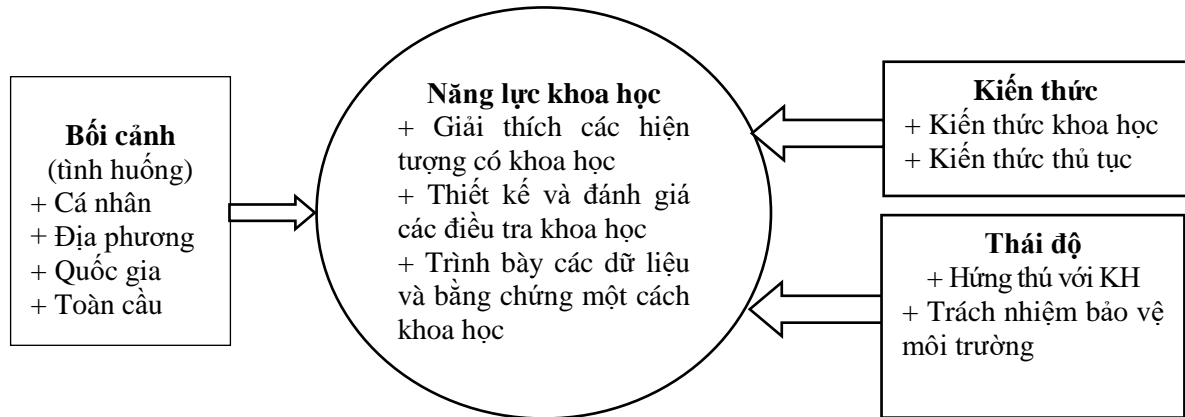 Bối cảnh
(tình huống)
+ Cá nhân
+ Địa phương
+ Quốc gia
+ Toàn cầu
Năng lực khoa học
+ Giải thích các hiện
tượng có khoa học
+ Thiết kế và đánh giá
các điều tra khoa học
+ Trình bày các dữ liệu
và bằng chứng một cách
khoa học
Kiến thức
+ Kiến thức khoa học
+ Kiến thức thủ tục
Thái độ
+ Hứng thú với KH
+ Trách nhiệm bảo vệ
môi trường